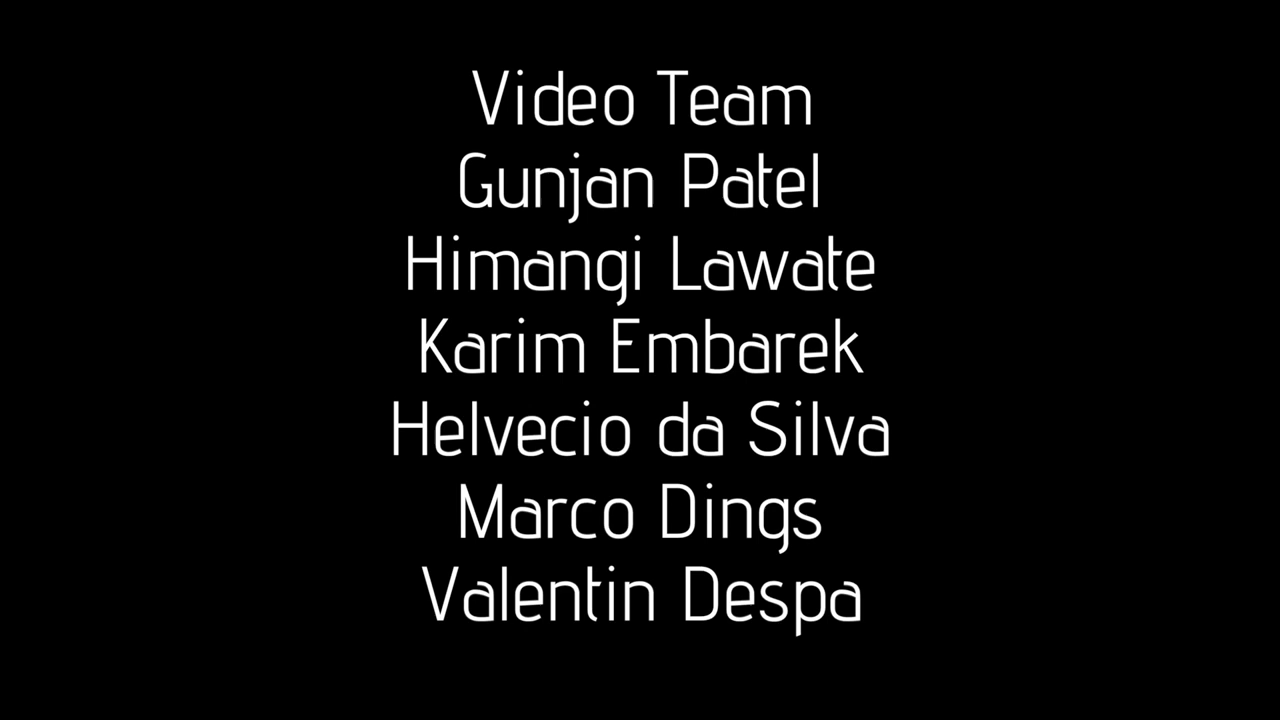 Video Team
Gunjan Patel
Himangi Lawate
Karim Embarek
Helvecio da Silva
Marco Dings
Valentin Despa